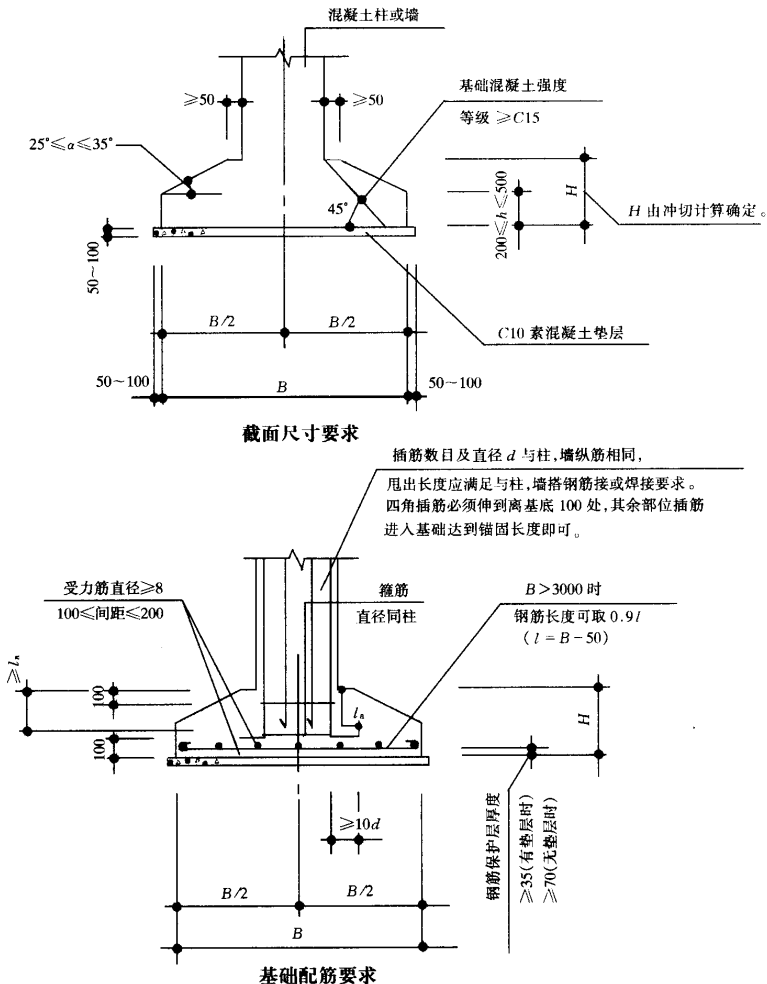 混凝土柱或墙
≥50
≥50
基础混凝土强度
等级 ≥C15
25°≤α≤35°
45°
200≤h≤500
H
H 由冲切计算确定。
50~100
B/2
B/2
C10 素混凝土垫层
50~100
B
50~100
截面尺寸要求
插筋数目及直径 d 与柱,墙纵筋相同,
甩出长度应满足与柱,墙搭钢筋接或焊接要求。
四角插筋必须伸到离基底 100 处,其余部位插筋
进入基础达到锚固长度即可。
受力筋直径≥8
100≤间距≤200
箍筋
直径同柱
B>3000 时
钢筋长度可取 0.9l
(l=B-50)
≥ln
100
100
ln
H
≥10d
钢筋保护层厚度
≥35(有垫层时)
≥70(无垫层时)
B/2
B/2
B
基础配筋要求